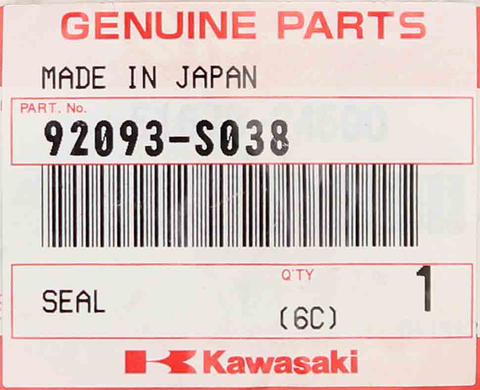 GENUINE PARTS
MADE IN JAPAN
PART. No.
92093-S038
Q'TY
SEAL 1
(6C)
Kawasaki